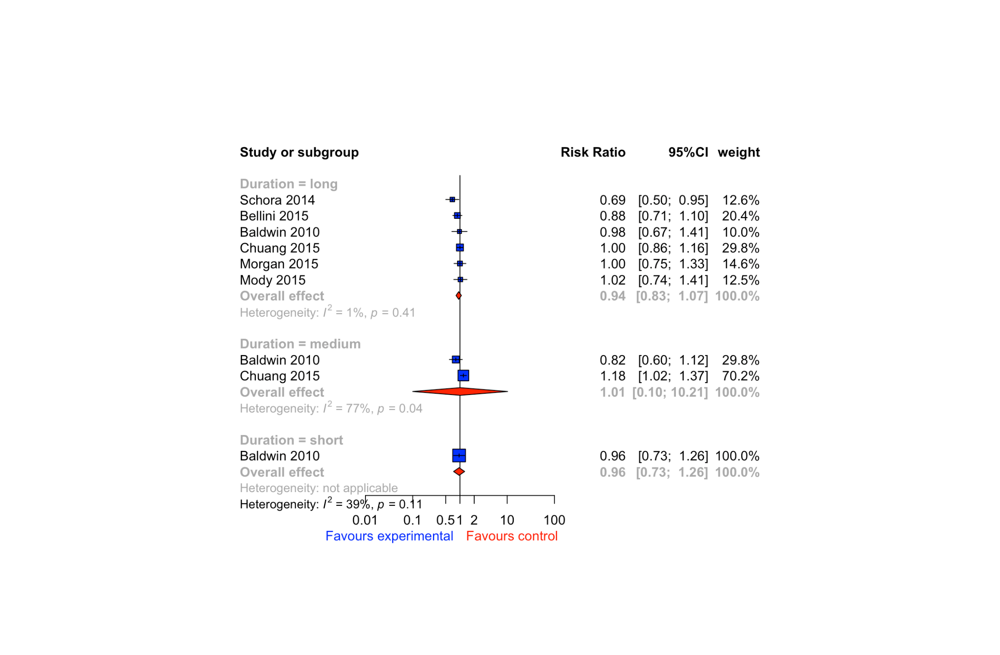 Study or subgroup Risk Ratio 95%CI weight
Duration = long
Schora 2014 0.69 [0.50; 0.95] 12.6%
Bellini 2015 0.88 [0.71; 1.10] 20.4%
Baldwin 2010 0.98 [0.67; 1.41] 10.0%
Chuang 2015 1.00 [0.86; 1.16] 29.8%
Morgan 2015 1.00 [0.75; 1.33] 14.6%
Mody 2015 1.02 [0.74; 1.41] 12.5%
Overall effect 0.94 [0.83; 1.07] 100.0%
Heterogeneity: I² = 1%, p = 0.41
Duration = medium
Baldwin 2010 0.82 [0.60; 1.12] 29.8%
Chuang 2015 1.18 [1.02; 1.37] 70.2%
Overall effect 1.01 [0.10; 10.21] 100.0%
Heterogeneity: I² = 77%, p = 0.04
Duration = short
Baldwin 2010 0.96 [0.73; 1.26] 100.0%
Overall effect 0.96 [0.73; 1.26] 100.0%
Heterogeneity: not applicable
Heterogeneity: I² = 39%, p = 0.11
0.01 0.1 0.5 1 2 10 100
Favours experimental Favours control